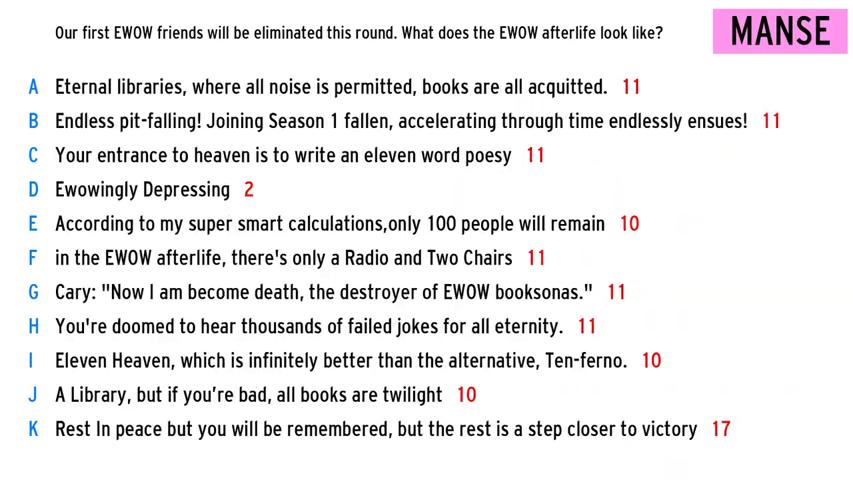 Our first EWOW friends will be eliminated this round. What does the EWOW afterlife look like?
MANSE
A Eternal libraries, where all noise is permitted, books are all acquitted. 11
B Endless pit-falling! Joining Season 1 fallen, accelerating through time endlessly ensues! 11
C Your entrance to heaven is to write an eleven word poesy 11
D Ewowingly Depressing 2
E According to my super smart calculations,only 100 people will remain 10
F in the EWOW afterlife, there's only a Radio and Two Chairs 11
G Cary: "Now I am become death, the destroyer of EWOW booksonas." 11
H You're doomed to hear thousands of failed jokes for all eternity. 11
I Eleven Heaven, which is infinitely better than the alternative, Ten-ferno. 10
J A Library, but if you’re bad, all books are twilight 10
K Rest In peace but you will be remembered, but the rest is a step closer to victory 17